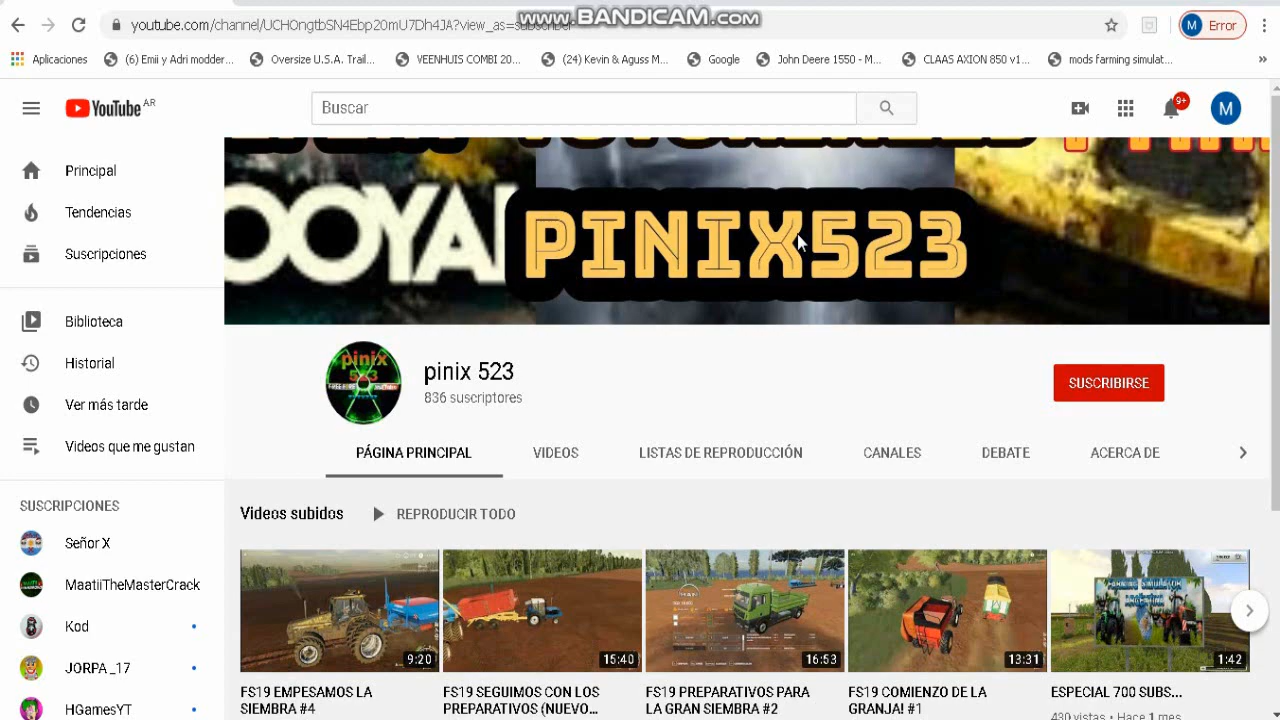 www.BANDICAM.com
youtube.com/channel/UCHOngtbSN4Ebp20mU7Dh4JA?view_as=subscriber
M Error
Aplicaciones (6) Emii y Adri modder... Oversize U.S.A. Trail... VEENHUIS COMBI 20... (24) Kevin & Aguss M... Google John Deere 1550 - M... CLAAS AXION 850 v1... mods farming simulat... »
YouTube AR
Buscar
9+
M
Principal
Tendencias
Suscripciones
Biblioteca
Historial
Ver más tarde
Videos que me gustan
SUSCRIPCIONES
Señor X
MaatiiTheMasterCrack
Kod
JORPA_17
HGamesYT
OOYA
PINIX523
pinix
523
pinix 523
836 suscriptores
SUSCRIBIRSE
PÁGINA PRINCIPAL VIDEOS LISTAS DE REPRODUCCIÓN CANALES DEBATE ACERCA DE
Videos subidos REPRODUCIR TODO
9:20 15:40 16:53 13:31 1:42
FS19 EMPESAMOS LA
SIEMBRA #4
FS19 SEGUIMOS CON LOS
PREPARATIVOS (NUEVO...
FS19 PREPARATIVOS PARA
LA GRAN SIEMBRA #2
FS19 COMIENZO DE LA
GRANJA! #1
FARMING SIMULATOR
ARGENTINA
ESPECIAL 700 SUBS...
430 vistas • Hace 1 mes